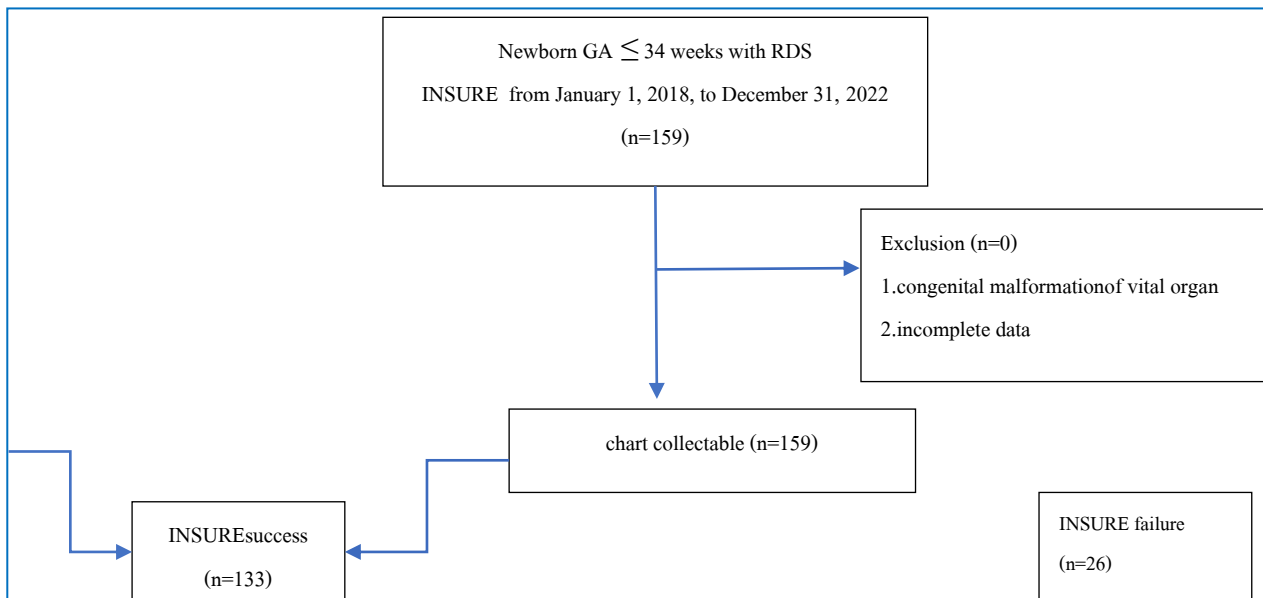 Newborn GA ≤ 34 weeks with RDS
INSURE from January 1, 2018, to December 31, 2022
(n=159)
Exclusion (n=0)
1.congenital malformationof vital organ
2.incomplete data
chart collectable (n=159)
INSUREsuccess
(n=133)
INSURE failure
(n=26)